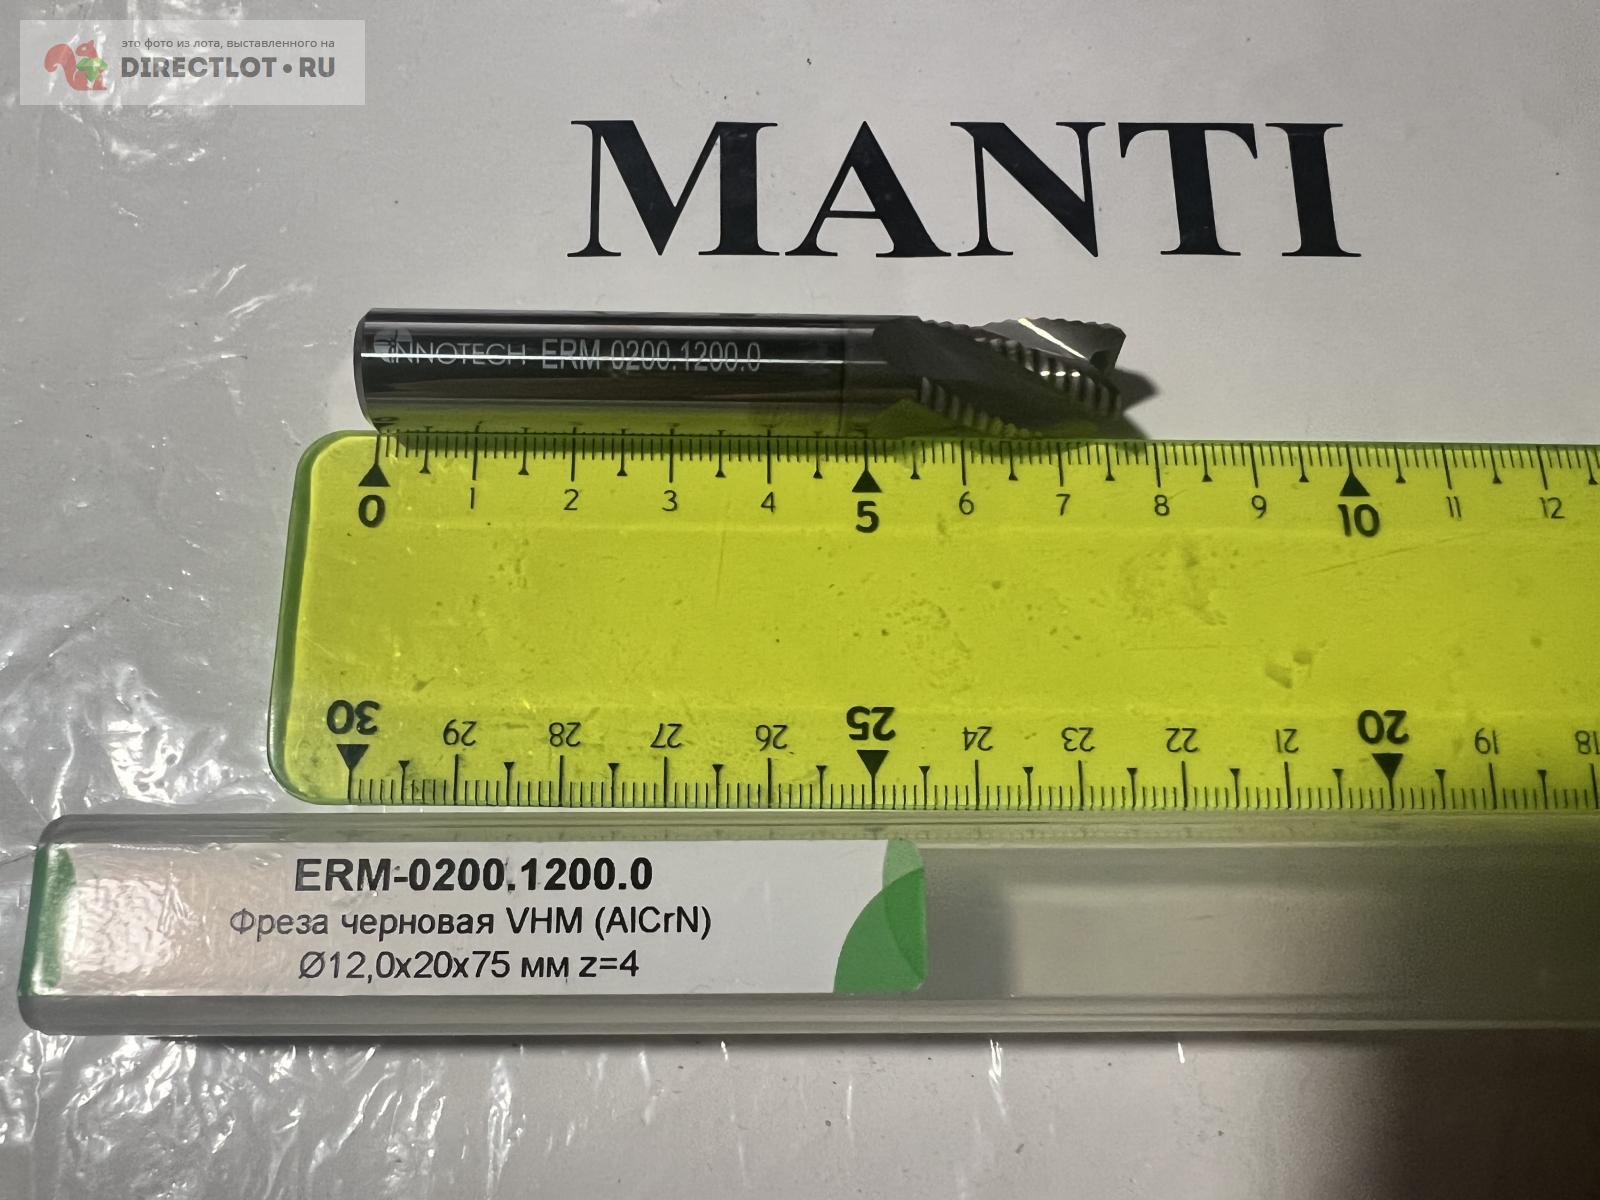 это фото из лота, выставленного на
DIRECTLOT•RU
MANTI
INNOTECH ERM-0200.1200.0
0 1 2 3 4 5 6 7 8 9 10 11 12
30 29 28 27 26 25 24 23 22 21 20 19 18
ERM-0200.1200.0
Фреза черновая VHM (AlCrN)
Ø12,0x20x75 мм z=4